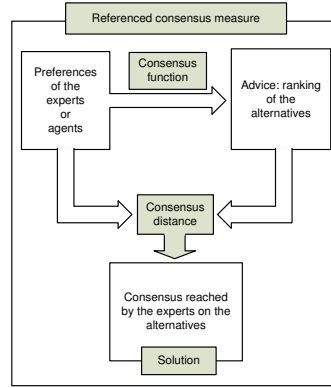 Referenced consensus measure
Preferences
of the
experts
or
agents
Consensus
function
Advice: ranking
of the
alternatives
Consensus
distance
Consensus reached
by the experts on the
alternatives
Solution